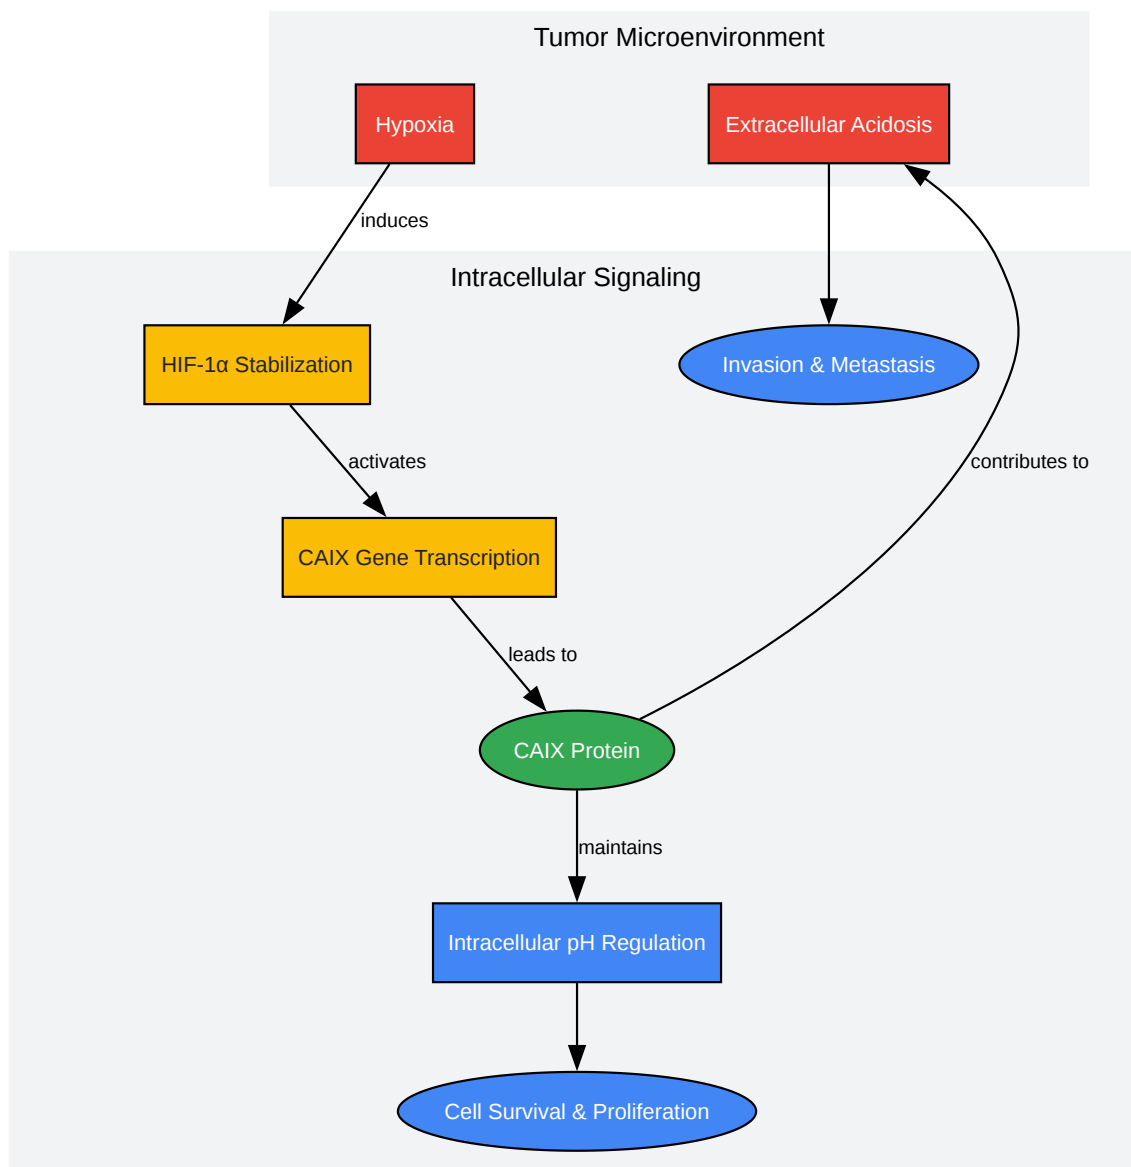 Tumor Microenvironment
Hypoxia
Extracellular Acidosis
induces
Intracellular Signaling
HIF-1α Stabilization
Invasion & Metastasis
activates
contributes to
CAIX Gene Transcription
leads to
CAIX Protein
maintains
Intracellular pH Regulation
Cell Survival & Proliferation